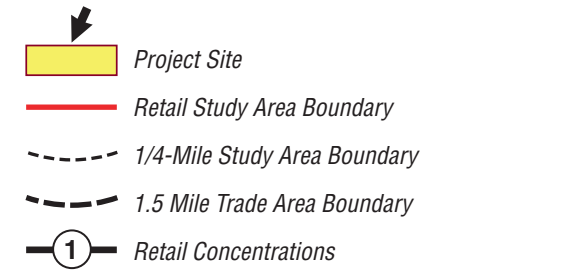 Project Site
Retail Study Area Boundary
1/4-Mile Study Area Boundary
1.5 Mile Trade Area Boundary
1 Retail Concentrations